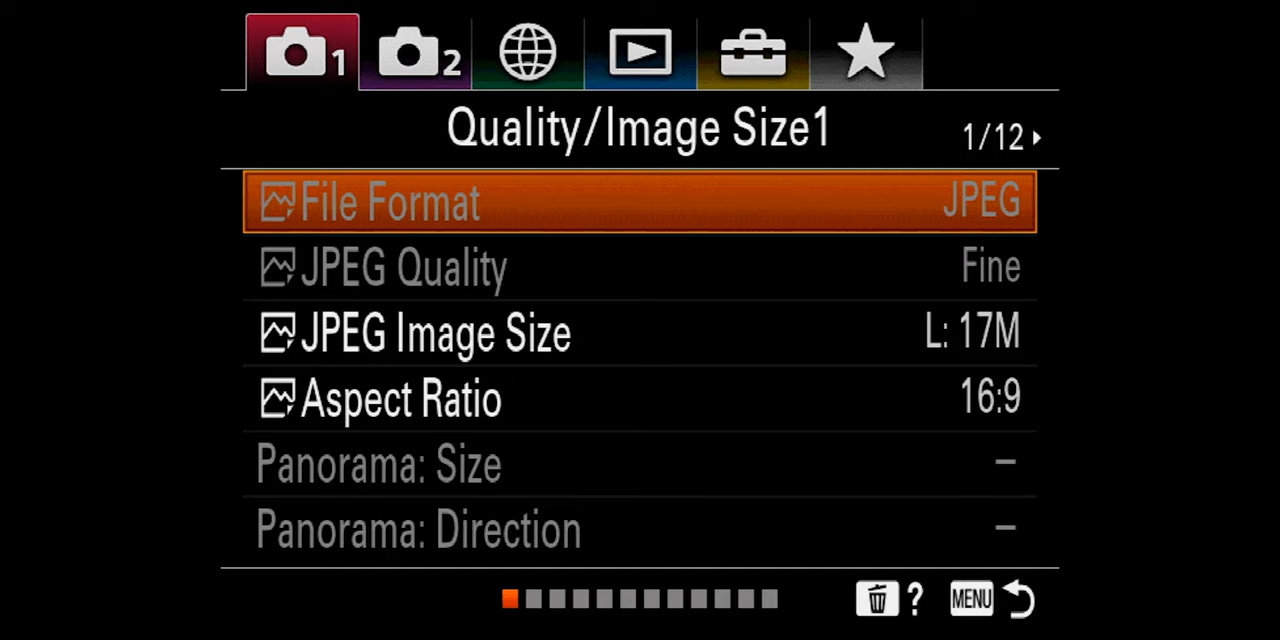 1 2
Quality/Image Size1 1/12
File Format JPEG
JPEG Quality Fine
JPEG Image Size L: 17M
Aspect Ratio 16:9
Panorama: Size –
Panorama: Direction –
? MENU